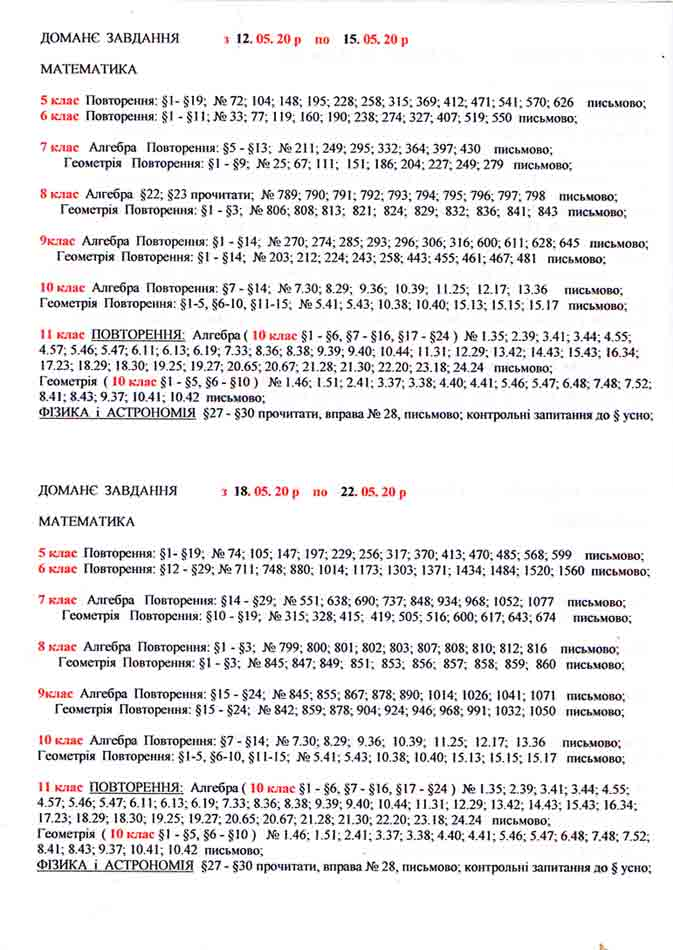 ДОМАНЄ ЗАВДАННЯ з 12. 05. 20 р по 15. 05. 20 р
МАТЕМАТИКА
5 клас Повторення: §1- §19; № 72; 104; 148; 195; 228; 258; 315; 369; 412; 471; 541; 570; 626 письмово;
6 клас Повторення: §1 - §11; № 33; 77; 119; 160; 190; 238; 274; 327; 407; 519; 550 письмово;
7 клас Алгебра Повторення: §5 - §13; № 211; 249; 295; 332; 364; 397; 430 письмово;
Геометрія Повторення: §1 - §9; № 25; 67; 111; 151; 186; 204; 227; 249; 279 письмово;
8 клас Алгебра §22; §23 прочитати; № 789; 790; 791; 792; 793; 794; 795; 796; 797; 798 письмово;
Геометрія Повторення: §1 - §3; № 806; 808; 813; 821; 824; 829; 832; 836; 841; 843 письмово;
9клас Алгебра Повторення: §1 - §14; № 270; 274; 285; 293; 296; 306; 316; 600; 611; 628; 645 письмово;
Геометрія Повторення: §1 - §14; № 203; 212; 224; 243; 258; 443; 455; 461; 467; 481 письмово;
10 клас Алгебра Повторення: §7 - §14; № 7.30; 8.29; 9.36; 10.39; 11.25; 12.17; 13.36 письмово;
Геометрія Повторення: §1-5, §6-10, §11-15; № 5.41; 5.43; 10.38; 10.40; 15.13; 15.15; 15.17 письмово;
11 клас ПОВТОРЕННЯ: Алгебра ( 10 клас §1 - §6, §7 - §16, §17 - §24 ) № 1.35; 2.39; 3.41; 3.44; 4.55;
4.57; 5.46; 5.47; 6.11; 6.13; 6.19; 7.33; 8.36; 8.38; 9.39; 9.40; 10.44; 11.31; 12.29; 13.42; 14.43; 15.43; 16.34;
17.23; 18.29; 18.30; 19.25; 19.27; 20.65; 20.67; 21.28; 21.30; 22.20; 23.18; 24.24 письмово;
Геометрія ( 10 клас §1 - §5, §6 - §10 ) № 1.46; 1.51; 2.41; 3.37; 3.38; 4.40; 4.41; 5.46; 5.47; 6.48; 7.48; 7.52;
8.41; 8.43; 9.37; 10.41; 10.42 письмово;
ФІЗИКА і АСТРОНОМІЯ §27 - §30 прочитати, вправа № 28, письмово; контрольні запитання до § усно;
ДОМАНЄ ЗАВДАННЯ з 18. 05. 20 р по 22. 05. 20 р
МАТЕМАТИКА
5 клас Повторення: §1- §19; № 74; 105; 147; 197; 229; 256; 317; 370; 413; 470; 485; 568; 599 письмово;
6 клас Повторення: §12 - §29; № 711; 748; 880; 1014; 1173; 1303; 1371; 1434; 1484; 1520; 1560 письмово;
7 клас Алгебра Повторення: §14 - §29; № 551; 638; 690; 737; 848; 934; 968; 1052; 1077 письмово;
Геометрія Повторення: §10 - §19; № 315; 328; 415; 419; 505; 516; 600; 617; 643; 674 письмово;
8 клас Алгебра Повторення: §1 - §3; № 799; 800; 801; 802; 803; 807; 808; 810; 812; 816 письмово;
Геометрія Повторення: §1 - §3; № 845; 847; 849; 851; 853; 856; 857; 858; 859; 860 письмово;
9клас Алгебра Повторення: §15 - §24; № 845; 855; 867; 878; 890; 1014; 1026; 1041; 1071 письмово;
Геометрія Повторення: §15 - §24; № 842; 859; 878; 904; 924; 946; 968; 991; 1032; 1050 письмово;
10 клас Алгебра Повторення: §7 - §14; № 7.30; 8.29; 9.36; 10.39; 11.25; 12.17; 13.36 письмово;
Геометрія Повторення: §1-5, §6-10, §11-15; № 5.41; 5.43; 10.38; 10.40; 15.13; 15.15; 15.17 письмово;
11 клас ПОВТОРЕННЯ: Алгебра ( 10 клас §1 - §6, §7 - §16, §17 - §24 ) № 1.35; 2.39; 3.41; 3.44; 4.55;
4.57; 5.46; 5.47; 6.11; 6.13; 6.19; 7.33; 8.36; 8.38; 9.39; 9.40; 10.44; 11.31; 12.29; 13.42; 14.43; 15.43; 16.34;
17.23; 18.29; 18.30; 19.25; 19.27; 20.65; 20.67; 21.28; 21.30; 22.20; 23.18; 24.24 письмово;
Геометрія ( 10 клас §1 - §5, §6 - §10 ) № 1.46; 1.51; 2.41; 3.37; 3.38; 4.40; 4.41; 5.46; 5.47; 6.48; 7.48; 7.52;
8.41; 8.43; 9.37; 10.41; 10.42 письмово;
ФІЗИКА і АСТРОНОМІЯ §27 - §30 прочитати, вправа № 28, письмово; контрольні запитання до § усно;